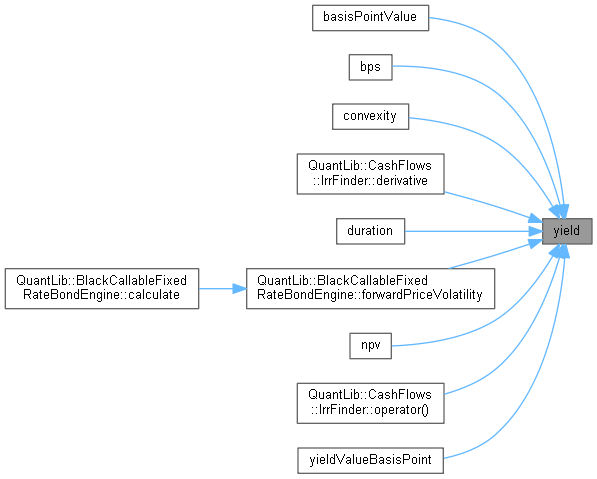 basisPointValue
bps
convexity
QuantLib::CashFlows
::IrrFinder::derivative
duration
yield
QuantLib::BlackCallableFixed
RateBondEngine::calculate
QuantLib::BlackCallableFixed
RateBondEngine::forwardPriceVolatility
npv
QuantLib::CashFlows
::IrrFinder::operator()
yieldValueBasisPoint